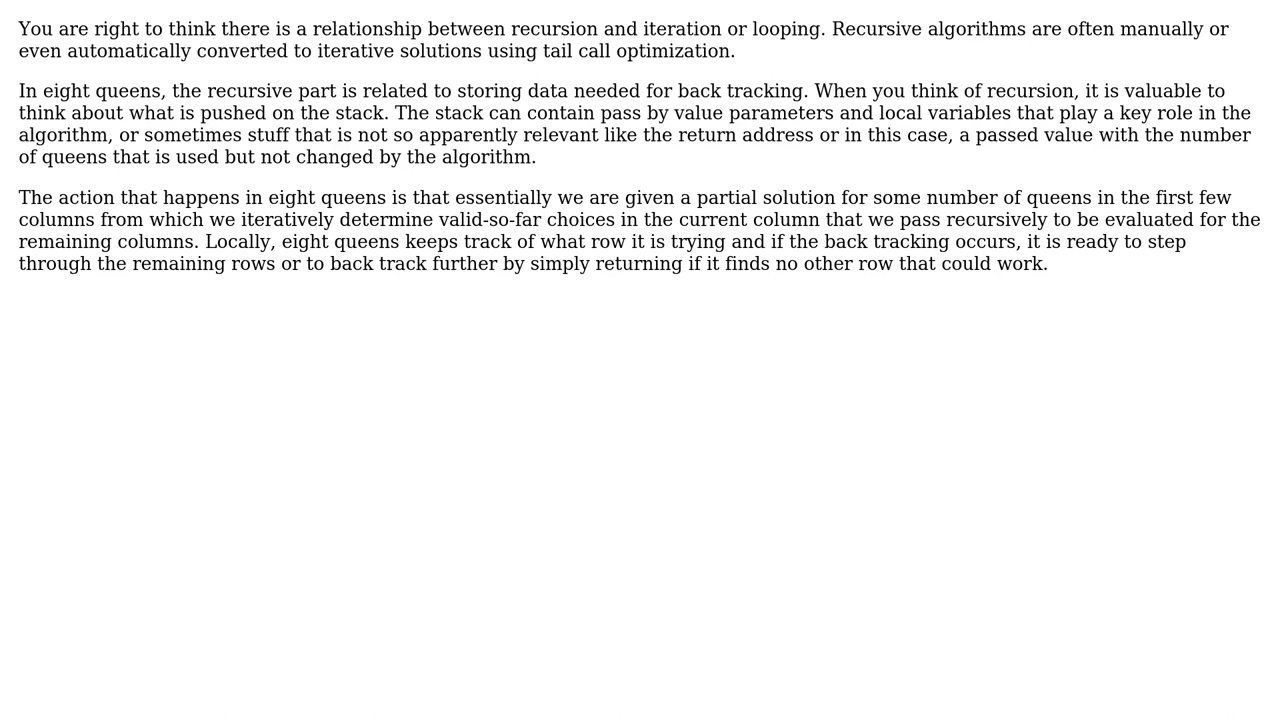 You are right to think there is a relationship between recursion and iteration or looping. Recursive algorithms are often manually or
even automatically converted to iterative solutions using tail call optimization.
In eight queens, the recursive part is related to storing data needed for back tracking. When you think of recursion, it is valuable to
think about what is pushed on the stack. The stack can contain pass by value parameters and local variables that play a key role in the
algorithm, or sometimes stuff that is not so apparently relevant like the return address or in this case, a passed value with the number
of queens that is used but not changed by the algorithm.
The action that happens in eight queens is that essentially we are given a partial solution for some number of queens in the first few
columns from which we iteratively determine valid-so-far choices in the current column that we pass recursively to be evaluated for the
remaining columns. Locally, eight queens keeps track of what row it is trying and if the back tracking occurs, it is ready to step
through the remaining rows or to back track further by simply returning if it finds no other row that could work.